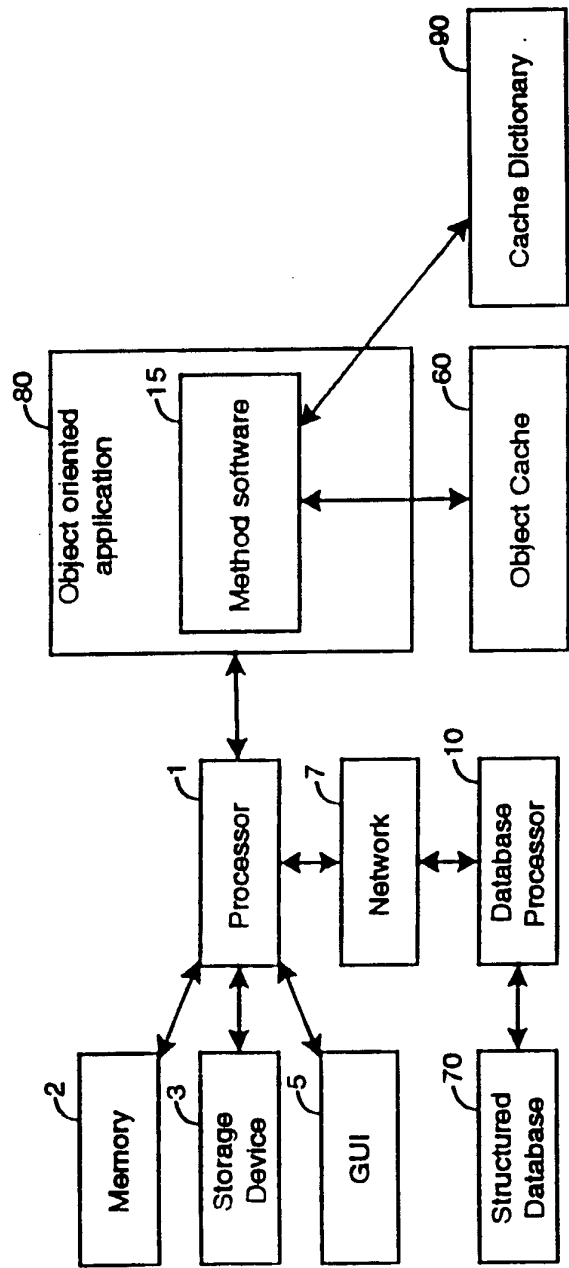 2
Memory
3
Storage
Device
5
GUI
70
Structured
Database
1
Processor
7
Network
10
Database
Processor
80
Object oriented
application
15
Method software
60
Object Cache
90
Cache Dictionary